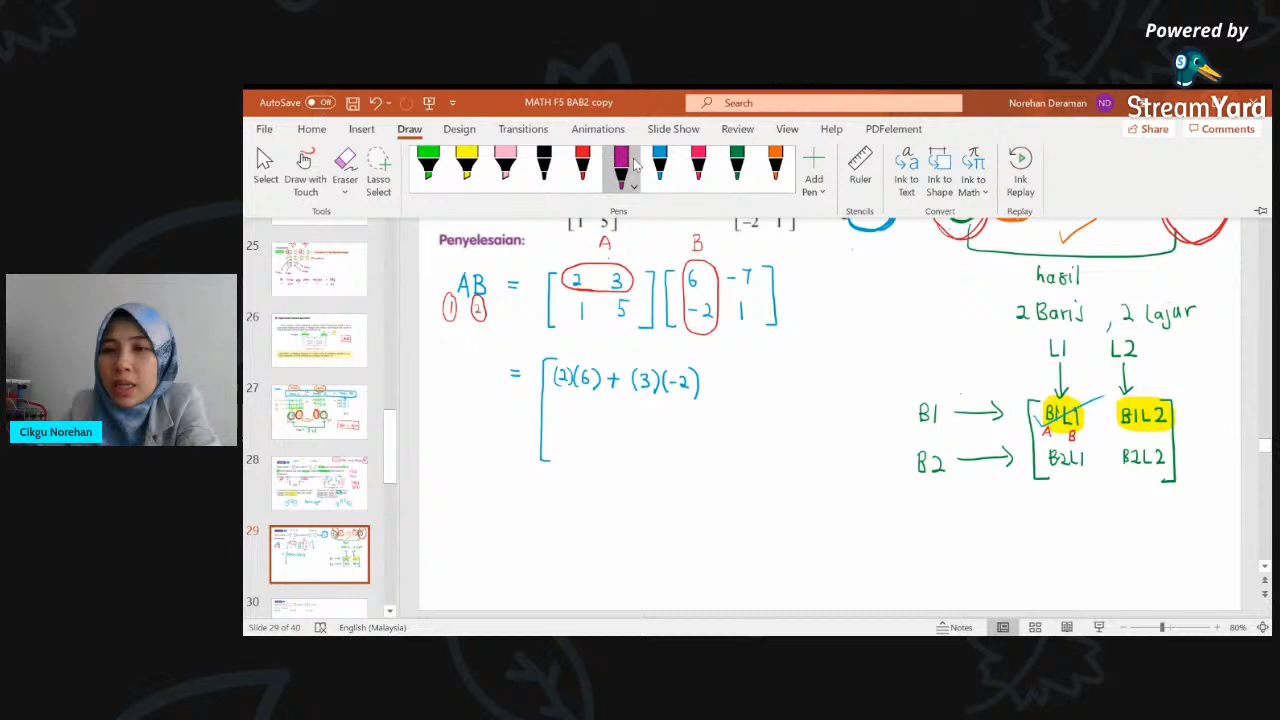 Powered by
StreamYard
AutoSave Off
MATH F5 BAB2 copy
Search
Norehan Deraman ND
File Home Insert Draw Design Transitions Animations Slide Show Review View Help PDFelement
Share Comments
Select
Draw with Touch
Eraser
Lasso Select
Add Pen
Ruler
Ink to Text
Ink to Shape
Ink to Math
Ink Replay
Tools Pens Stencils Convert Replay
25
26
27
28
29
30
Penyelesaian:
A B
AB = [2 3] [6 -7]
1 2 [1 5] [-2 1]
= [(2)(6) + (3)(-2)
hasil
2 Baris , 2 Lajur
L1 L2
B1 → [B1L1 B1L2]
A B
B2 → [B2L1 B2L2]
Cikgu Norehan
Slide 29 of 40 English (Malaysia) Notes 80%